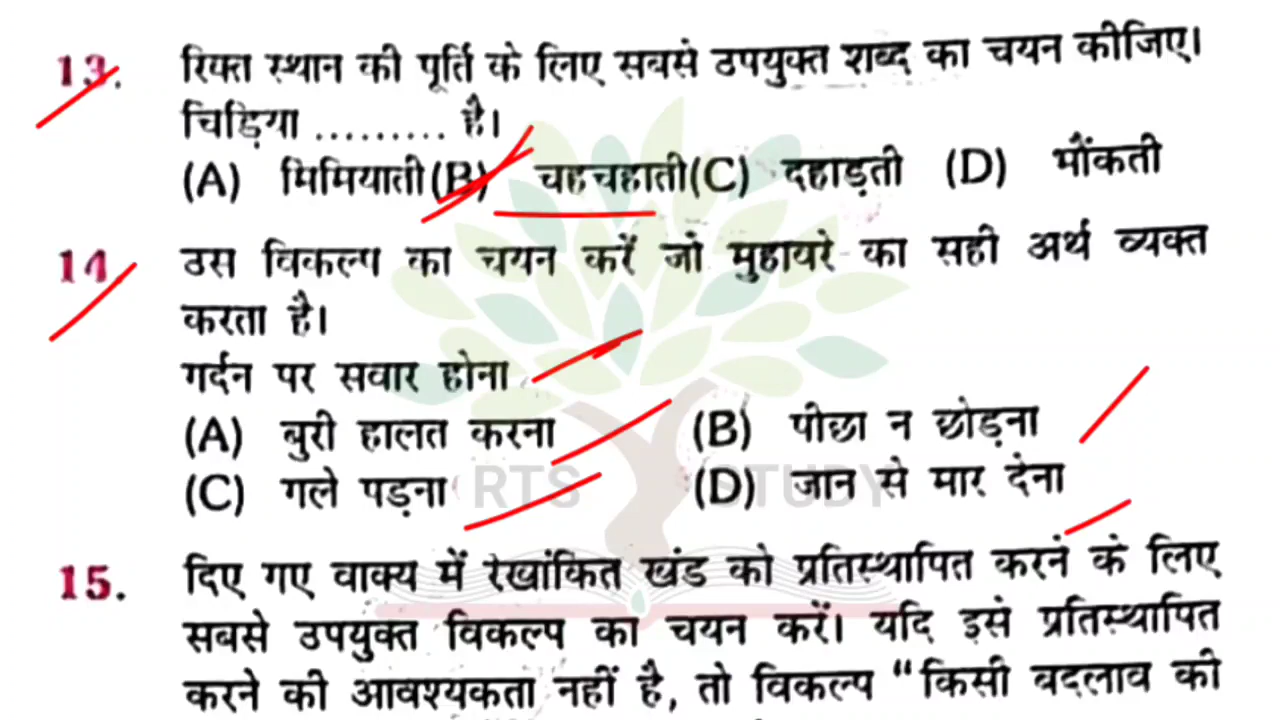 13. रिक्त स्थान की पूर्ति के लिए सबसे उपयुक्त शब्द का चयन कीजिए।
चिड़िया ......... है।
(A) मिमियाती (B) चहचहाती (C) दहाड़ती (D) भौंकती
14. उस विकल्प का चयन करें जो मुहावरे का सही अर्थ व्यक्त
करता है।
गर्दन पर सवार होना
(A) बुरी हालत करना (B) पीछा न छोड़ना
(C) गले पड़ना (D) जान से मार देना
RTS STUDY
15. दिए गए वाक्य में रेखांकित खंड को प्रतिस्थापित करने के लिए
सबसे उपयुक्त विकल्प का चयन करें। यदि इसे प्रतिस्थापित
करने की आवश्यकता नहीं है, तो विकल्प “किसी बदलाव की